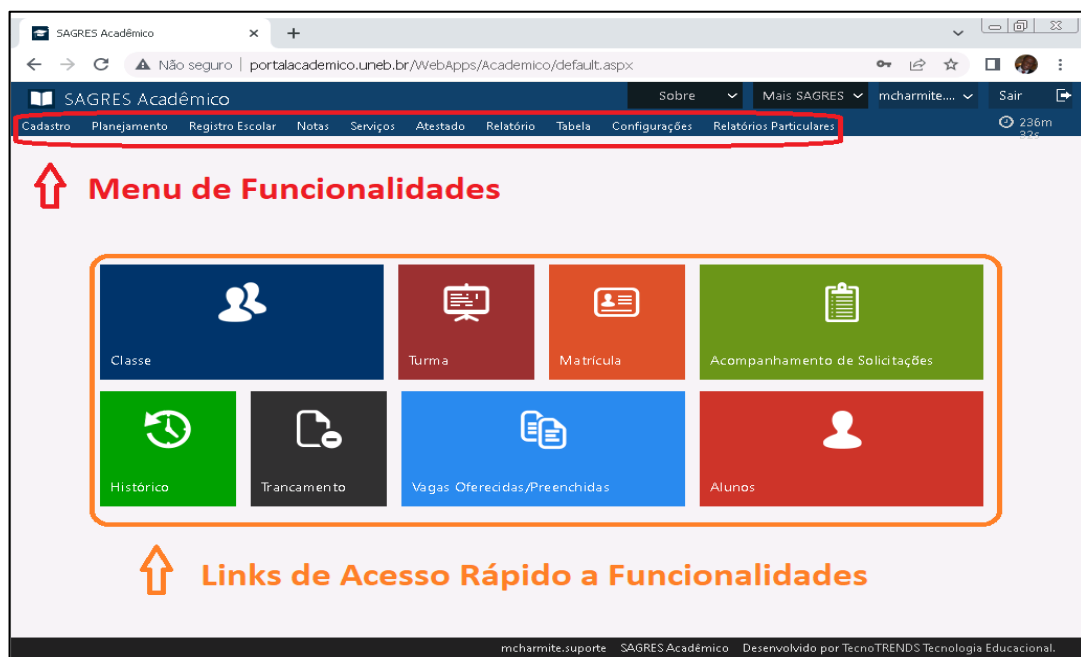 SAGRES Acadêmico
Não seguro | portalacademico.uneb.br/WebApps/Academico/default.aspx
SAGRES Acadêmico Sobre Mais SAGRES mcharmite.... Sair
Cadastro Planejamento Registro Escolar Notas Serviços Atestado Relatório Tabela Configurações Relatórios Particulares 236m
33s
Menu de Funcionalidades
Classe Turma Matrícula Acompanhamento de Solicitações
Histórico Trancamento Vagas Oferecidas/Preenchidas Alunos
Links de Acesso Rápido a Funcionalidades
mcharmite.suporte SAGRES Acadêmico Desenvolvido por TecnoTRENDS Tecnologia Educacional.